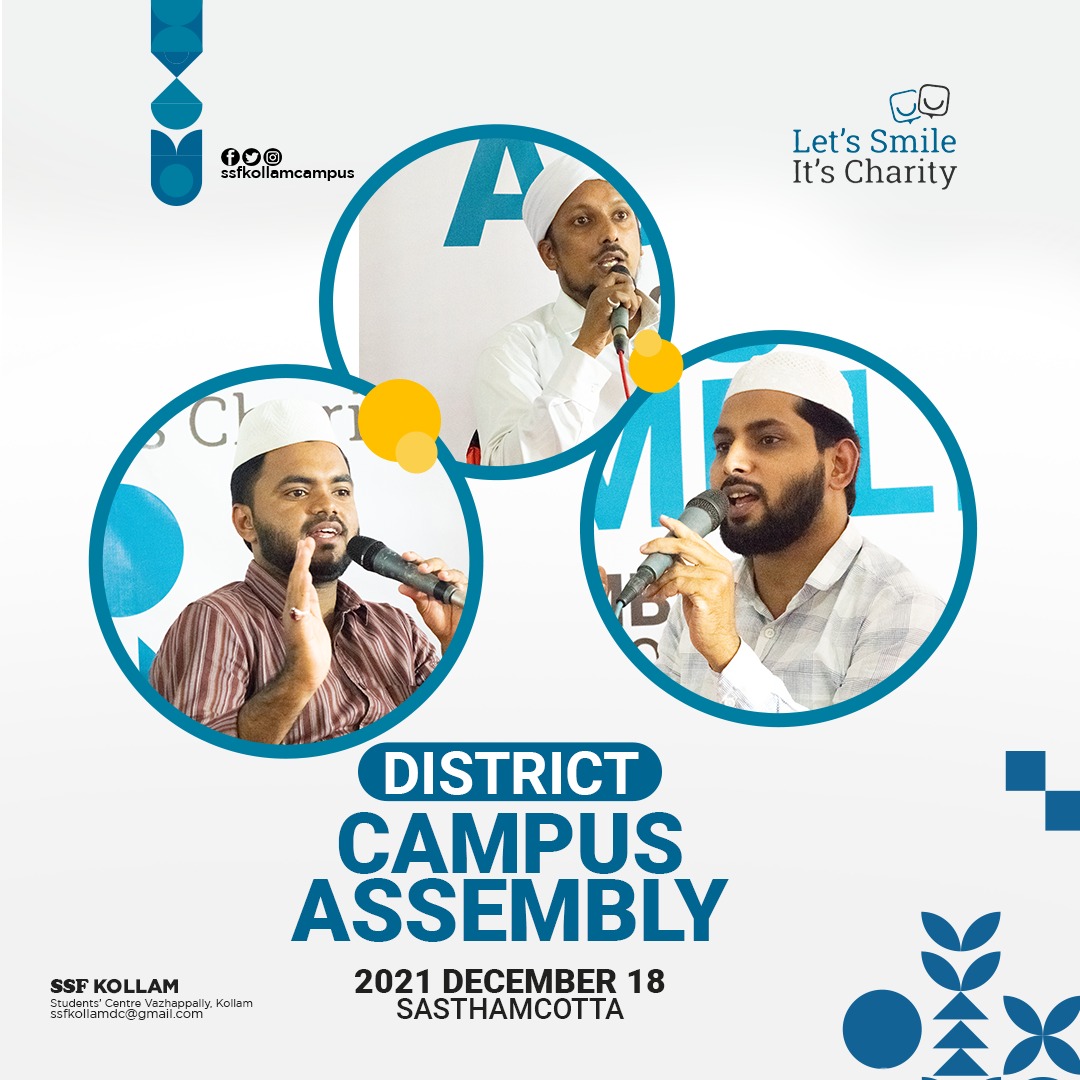 ssfkollamcampus
Let's Smile
It's Charity
DISTRICT
CAMPUS
ASSEMBLY
2021 DECEMBER 18
SASTHAMCOTTA
SSF KOLLAM
Students' Centre Vazhappally, Kollam
ssfkollamdc@gmail.com